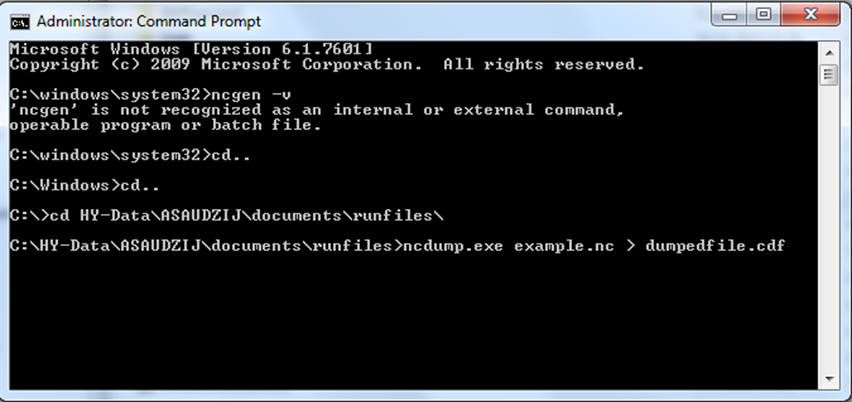 Administrator: Command Prompt
Microsoft Windows [Version 6.1.7601]
Copyright (c) 2009 Microsoft Corporation.  All rights reserved.
C:\windows\system32>ncgen -v
'ncgen' is not recognized as an internal or external command,
operable program or batch file.
C:\windows\system32>cd..
C:\Windows>cd..
C:\>cd HY-Data\ASAUDZIJ\documents\runfiles\
C:\HY-Data\ASAUDZIJ\documents\runfiles>ncdump.exe example.nc > dumpedfile.cdf